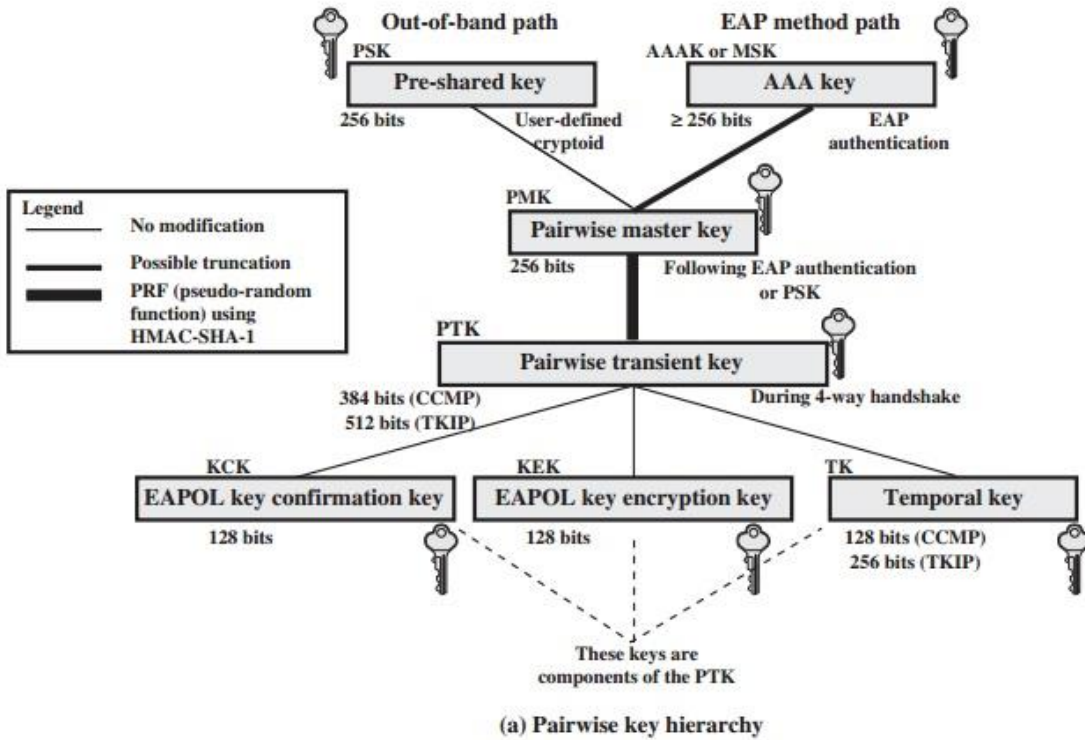 Out-of-band path
EAP method path
PSK
AAAK or MSK
Pre-shared key
AAA key
256 bits
User-defined
cryptoid
≥ 256 bits
EAP
authentication
Legend
No modification
Possible truncation
PRF (pseudo-random
function) using
HMAC-SHA-1
PMK
Pairwise master key
256 bits
Following EAP authentication
or PSK
PTK
Pairwise transient key
384 bits (CCMP)
512 bits (TKIP)
During 4-way handshake
KCK
KEK
TK
EAPOL key confirmation key
EAPOL key encryption key
Temporal key
128 bits
128 bits
128 bits (CCMP)
256 bits (TKIP)
These keys are
components of the PTK
(a) Pairwise key hierarchy